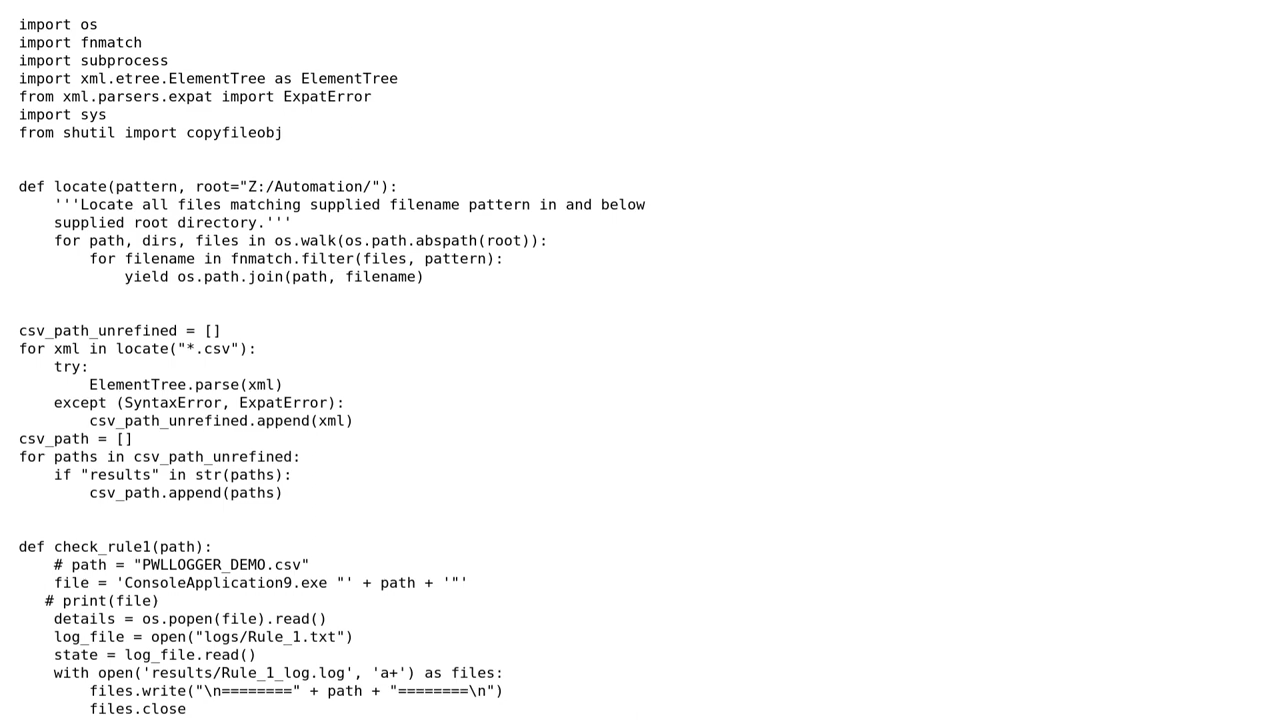 import os
import fnmatch
import subprocess
import xml.etree.ElementTree as ElementTree
from xml.parsers.expat import ExpatError
import sys
from shutil import copyfileobj


def locate(pattern, root="Z:/Automation/"):
    '''Locate all files matching supplied filename pattern in and below
    supplied root directory.'''
    for path, dirs, files in os.walk(os.path.abspath(root)):
        for filename in fnmatch.filter(files, pattern):
            yield os.path.join(path, filename)


csv_path_unrefined = []
for xml in locate("*.csv"):
    try:
        ElementTree.parse(xml)
    except (SyntaxError, ExpatError):
        csv_path_unrefined.append(xml)
csv_path = []
for paths in csv_path_unrefined:
    if "results" in str(paths):
        csv_path.append(paths)


def check_rule1(path):
    # path = "PWLLOGGER_DEMO.csv"
    file = 'ConsoleApplication9.exe "' + path + '"'
   # print(file)
    details = os.popen(file).read()
    log_file = open("logs/Rule_1.txt")
    state = log_file.read()
    with open('results/Rule_1_log.log', 'a+') as files:
        files.write("\n========" + path + "========\n")
        files.close